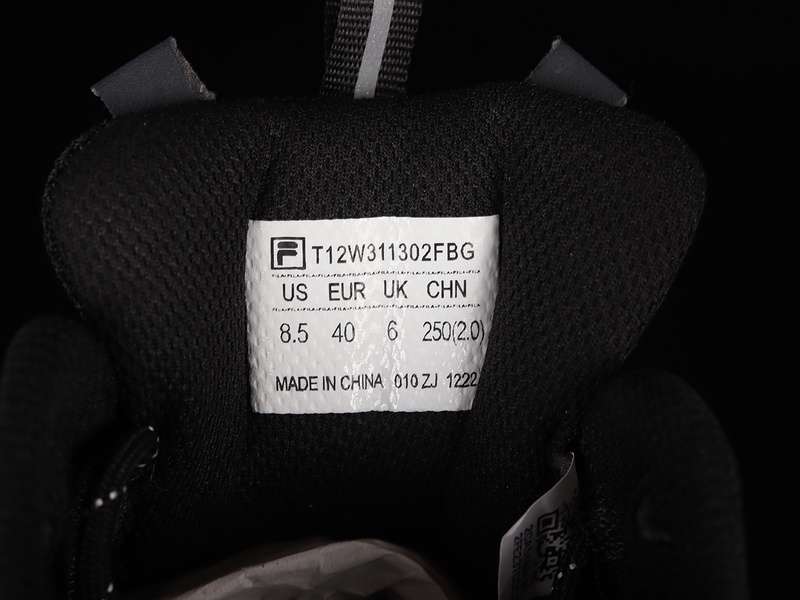 F T12W311302FBG
US EUR UK CHN
8.5 40 6 250(2.0)
MADE IN CHINA 010 ZJ 1222